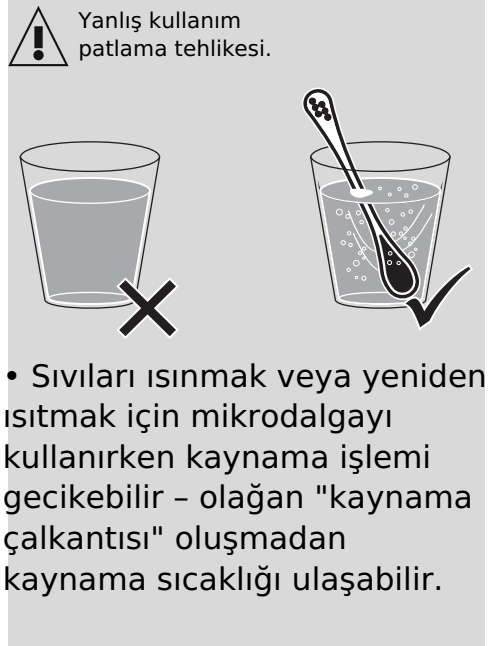 Yanlış kullanım
patlama tehlikesi.
• Sıvıları ısınmak veya yeniden
ısıtmak için mikrodalgayı
kullanırken kaynama işlemi
gecikebilir – olağan "kaynama
çalkantısı" oluşmadan
kaynama sıcaklığı ulaşabilir.